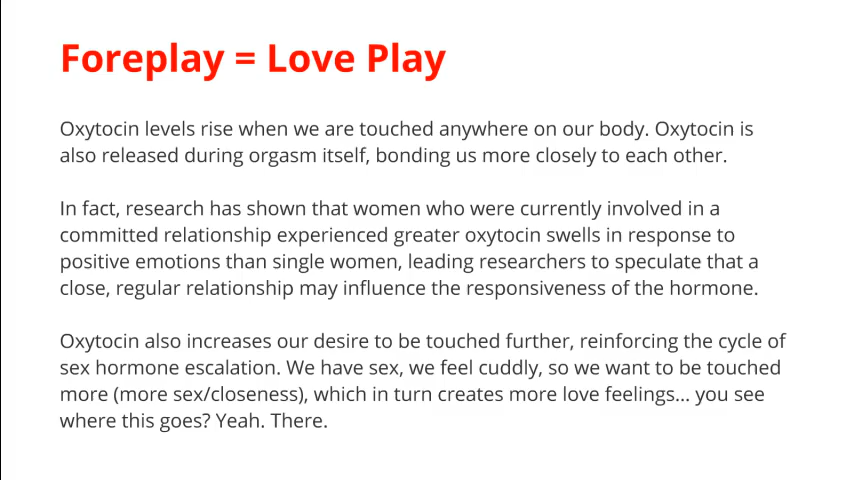 Foreplay = Love Play
Oxytocin levels rise when we are touched anywhere on our body. Oxytocin is
also released during orgasm itself, bonding us more closely to each other.
In fact, research has shown that women who were currently involved in a
committed relationship experienced greater oxytocin swells in response to
positive emotions than single women, leading researchers to speculate that a
close, regular relationship may influence the responsiveness of the hormone.
Oxytocin also increases our desire to be touched further, reinforcing the cycle of
sex hormone escalation. We have sex, we feel cuddly, so we want to be touched
more (more sex/closeness), which in turn creates more love feelings... you see
where this goes? Yeah. There.